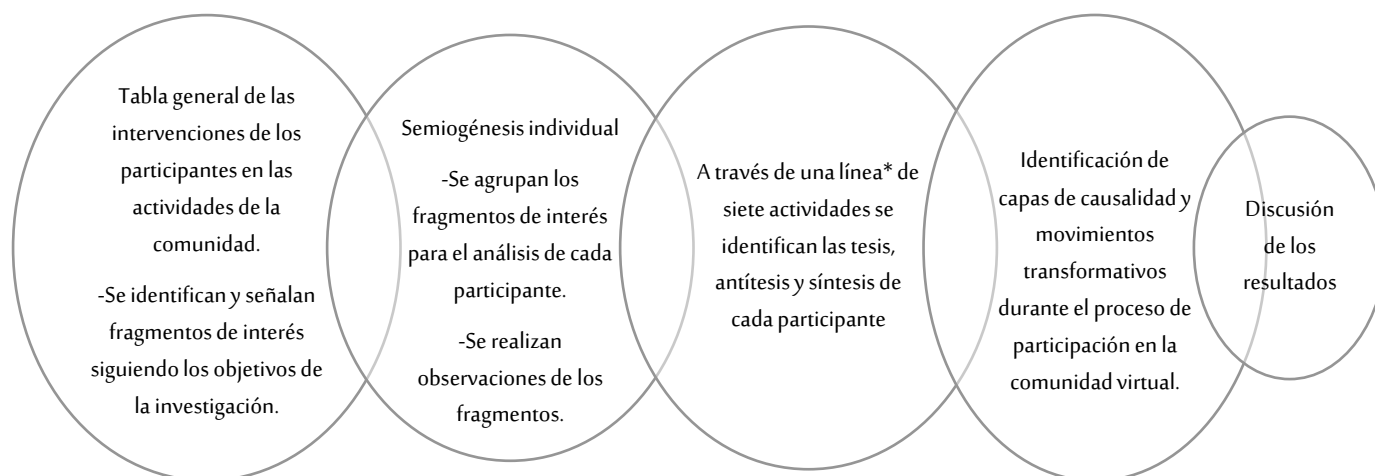 Tabla general de las
intervenciones de los
participantes en las
actividades de la
comunidad.
-Se identifican y señalan
fragmentos de interés
siguiendo los objetivos de
la investigación.
Semiogénesis individual
-Se agrupan los
fragmentos de interés
para el análisis de cada
participante.
-Se realizan
observaciones de los
fragmentos.
A través de una línea* de
siete actividades se
identifican las tesis,
antítesis y síntesis de
cada participante
Identificación de
capas de causalidad y
movimientos
transformativos
durante el proceso de
participación en la
comunidad virtual.
Discusión
de los
resultados